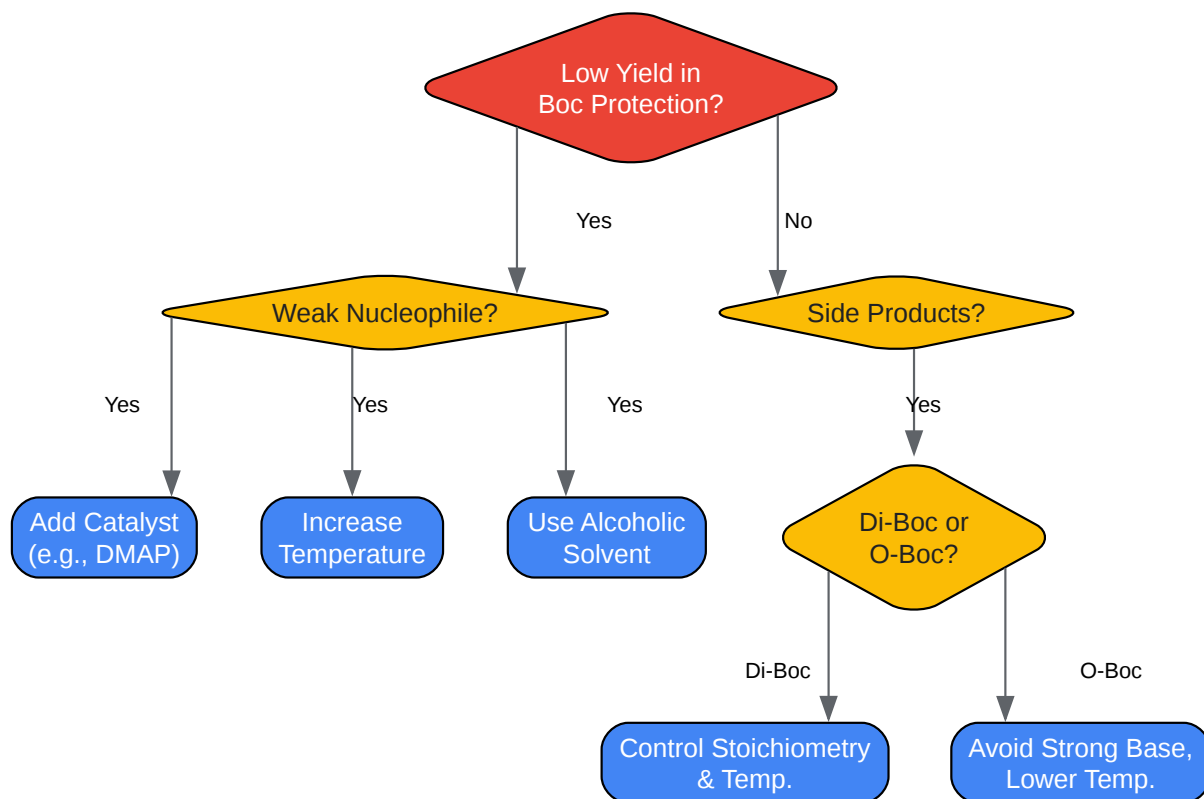 Low Yield in
Boc Protection?
Yes
No
Weak Nucleophile?
Side Products?
Yes
Yes
Yes
Yes
Add Catalyst
(e.g., DMAP)
Increase
Temperature
Use Alcoholic
Solvent
Di-Boc or
O-Boc?
Di-Boc
O-Boc
Control Stoichiometry
& Temp.
Avoid Strong Base,
Lower Temp.